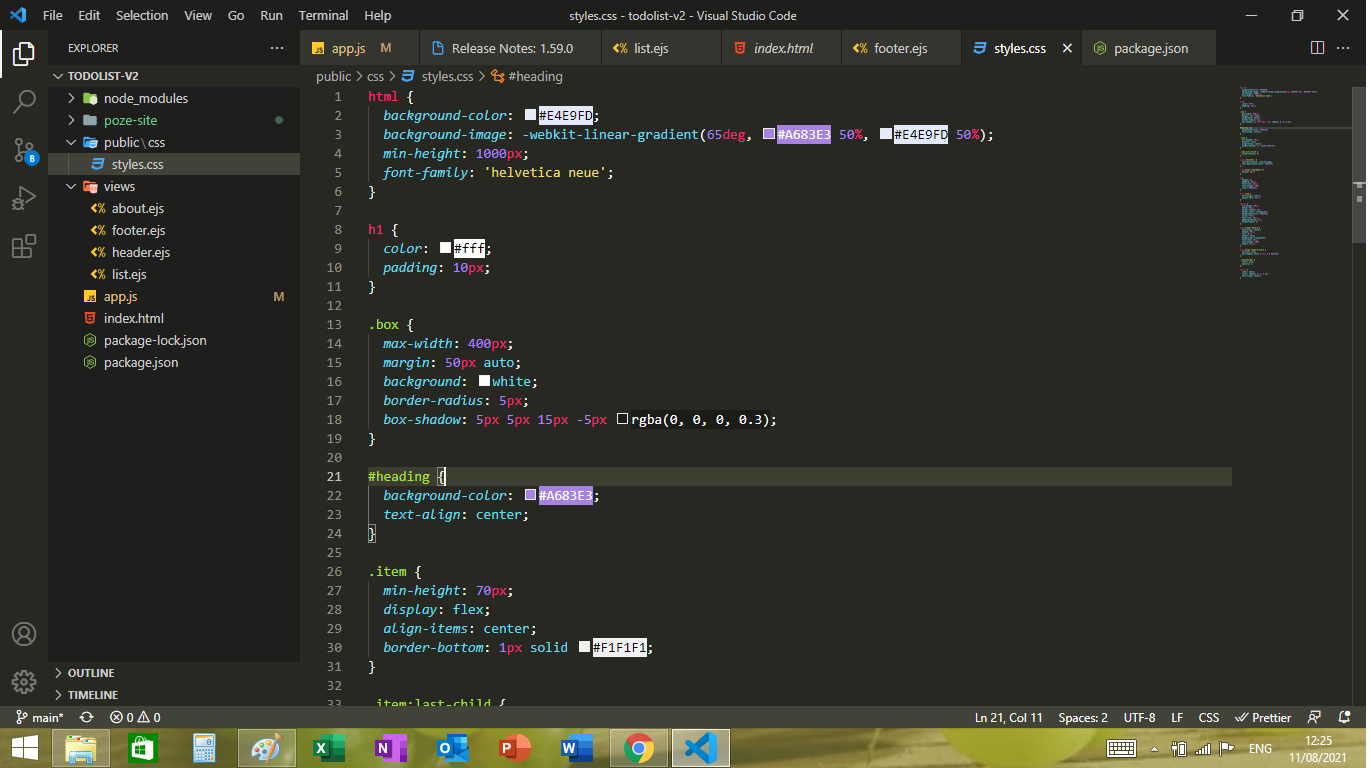 File Edit Selection View Go Run Terminal Help
styles.css - todolist-v2 - Visual Studio Code
EXPLORER
TODOLIST-V2
node_modules
poze-site
public\css
styles.css
views
about.ejs
footer.ejs
header.ejs
list.ejs
app.js M
index.html
package-lock.json
package.json
OUTLINE
TIMELINE
8
app.js M Release Notes: 1.59.0 list.ejs index.html footer.ejs styles.css package.json
public > css > styles.css > #heading
1 html {
2 background-color: #E4E9FD;
3 background-image: -webkit-linear-gradient(65deg, #A683E3 50%, #E4E9FD 50%);
4 min-height: 1000px;
5 font-family: 'helvetica neue';
6 }
7
8 h1 {
9 color: #fff;
10 padding: 10px;
11 }
12
13 .box {
14 max-width: 400px;
15 margin: 50px auto;
16 background: white;
17 border-radius: 5px;
18 box-shadow: 5px 5px 15px -5px rgba(0, 0, 0, 0.3);
19 }
20
21 #heading {
22 background-color: #A683E3;
23 text-align: center;
24 }
25
26 .item {
27 min-height: 70px;
28 display: flex;
29 align-items: center;
30 border-bottom: 1px solid #F1F1F1;
31 }
32
33 .item:last-child {
main* 0 0 Ln 21, Col 11 Spaces: 2 UTF-8 LF CSS Prettier
ENG
12:25
11/08/2021